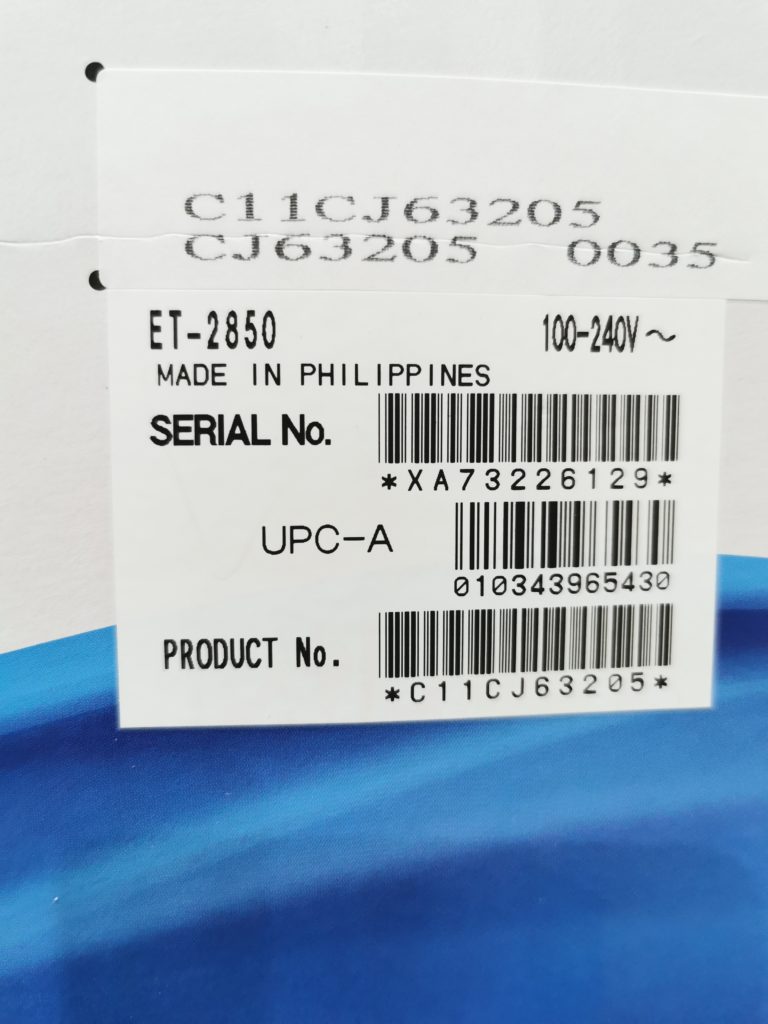 C11CJ63205
CJ63205 0035
ET-2850 100-240V～
MADE IN PHILIPPINES
SERIAL No.
*XA73226129*
UPC-A
010343965430
PRODUCT No.
*C11CJ63205*